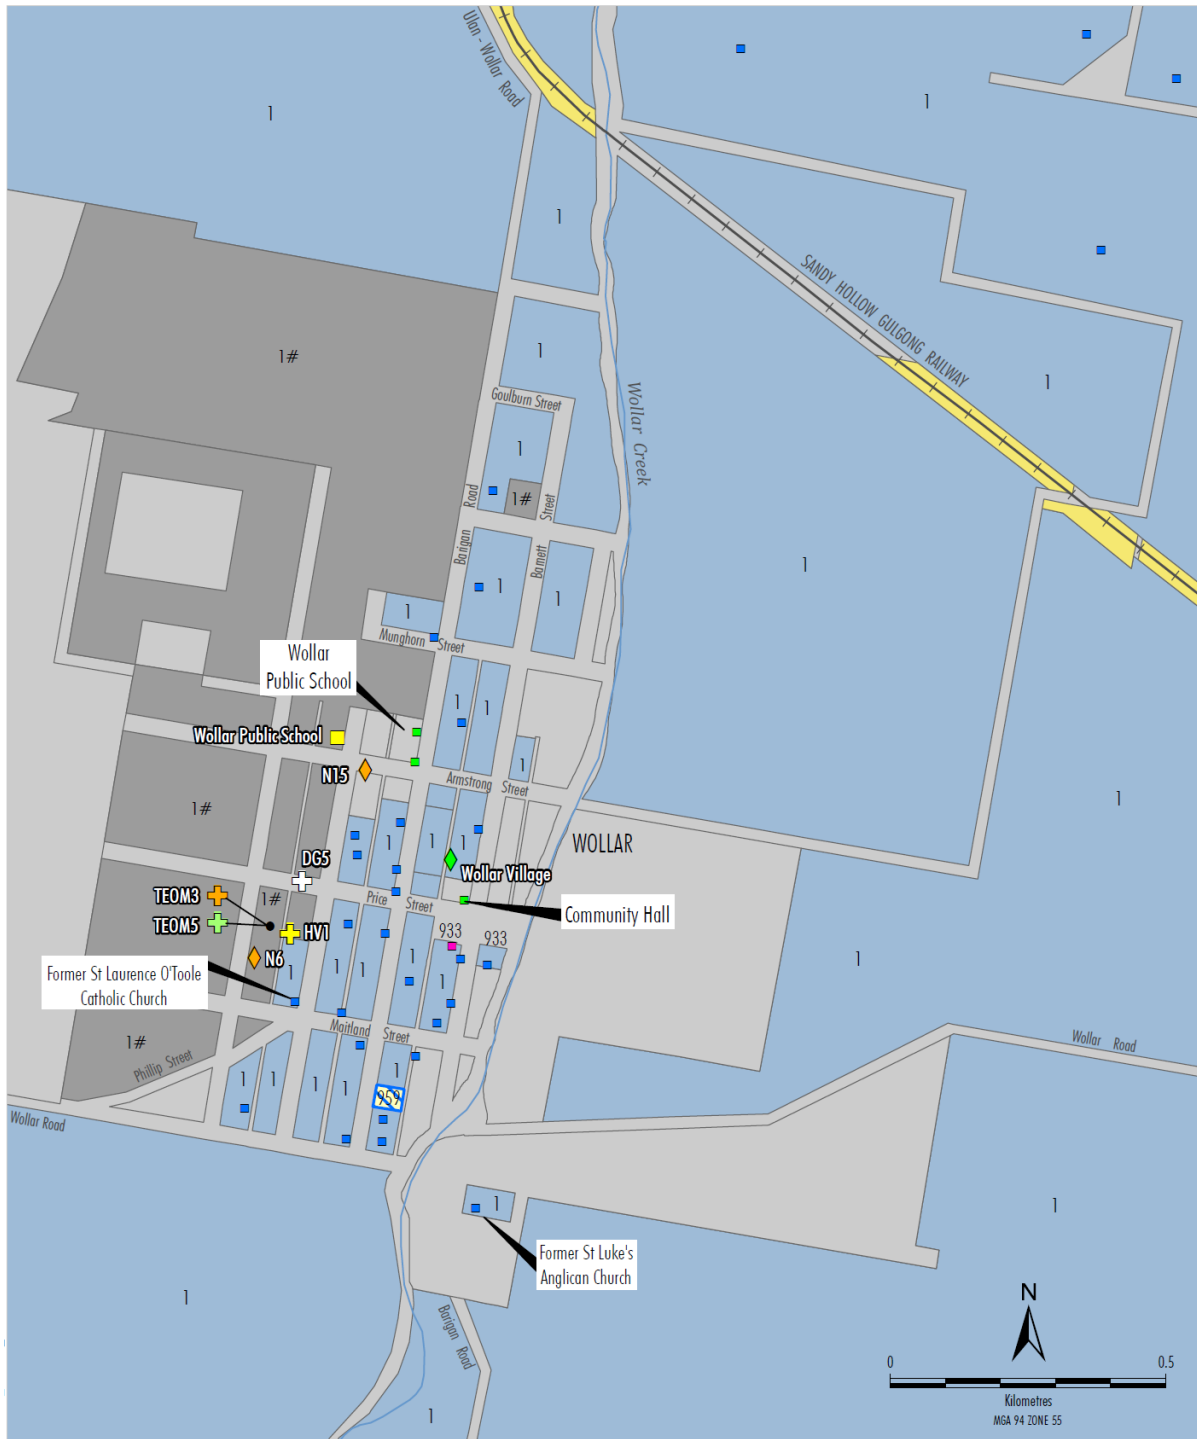 Ulan - Wollar Road
1
1
1
SANDY HOLLOW GULGONG RAILWAY
1#
1
1
Goulburn Street
Wollar Creek
1
1#
Barigan Road
Barnett Street
1
1
1
1
Munghorn Street
Wollar
Public School
1
1
Wollar Public School
N15
1
Armstrong Street
1
1#
WOLLAR
1
1
1
DG5
Wollar Village
TEOM3
1#
Price Street
Community Hall
TEOM5
HV1
933
933
N6
1
1
1
1
1
1
Former St Laurence O'Toole
Catholic Church
Maitland Street
1#
Phillip Street
Wollar Road
1
1
1
1
1
959
Wollar Road
1
1
Former St Luke's
Anglican Church
1
Barigan Road
1
N
0 0.5
Kilometres
MGA 94 ZONE 55